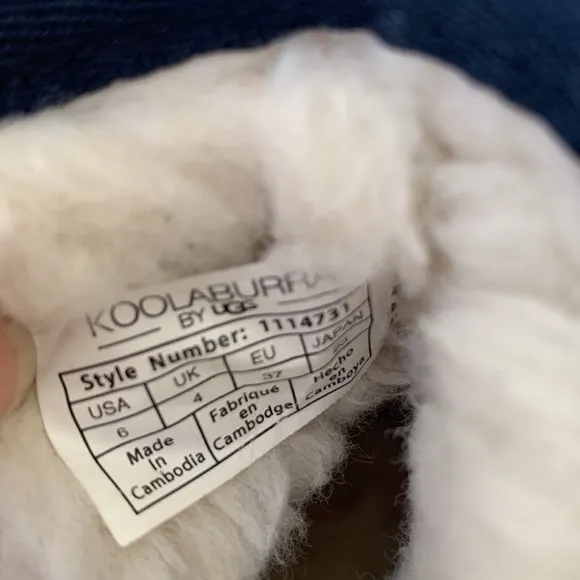 KOOLABURRA
BY UGG
Style Number: 1114731
USA UK EU JAPAN
6 4 37
Made in Cambodia
Fabriqué en Cambodge
Hecho en Camboya